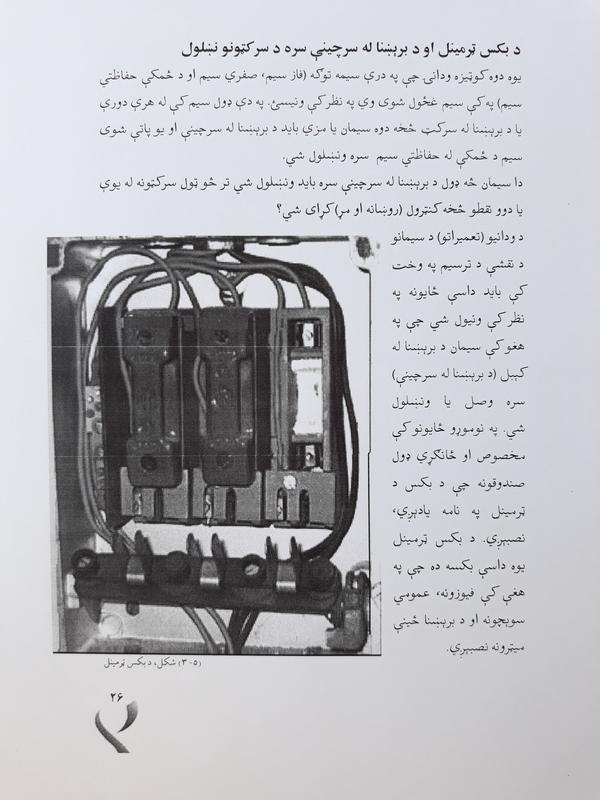 د بکس ټرمینل او د برېښنا له سرچینې سره د سرکټونو نښلول
یوه دوه کوټیزه ودانۍ چې په درې سیمه توګه (فاز سیم، صفري سیم او د ځمکې حفاظتي
سیم) په کې سیم غځول شوی وي په نظر کې ونیسئ. په دې ډول سیم کې له هرې دورې
یا د برېښنا له سرکټ څخه دوه سیمان یا مزي باید د برېښنا له سرچینې او یو پاتې شوی
سیم د ځمکې له حفاظتي سیم سره ونښلول شي.
دا سیمان څه ډول د برېښنا له سرچینې سره باید ونښلول شي تر څو ټول سرکټونه له یوې
یا دوو نقطو څخه کنټرول (روښانه او مړ) کړای شي؟
د ودانیو (تعمیراتو) د سیمانو
د نقشې د ترسیم په وخت
کې باید داسې ځایونه په
نظر کې ونیول شي چې په
هغو کې سیمان د برېښنا له
کېبل (د برېښنا له سرچینې)
سره وصل یا ونښلول
شي. په نوموړو ځایونو کې
مخصوص او ځانګړي ډول
صندوقونه چې د بکس د
ټرمینل په نامه یادېږي،
نصبېږي. د بکس ټرمینل
یوه داسې بکسه ده چې په
هغې کې فیوزونه، عمومي
سویچونه او د برېښنا ځینې
میټرونه نصبېږي.
(۵-۳) شکل، د بکس ټرمینل
۲۶